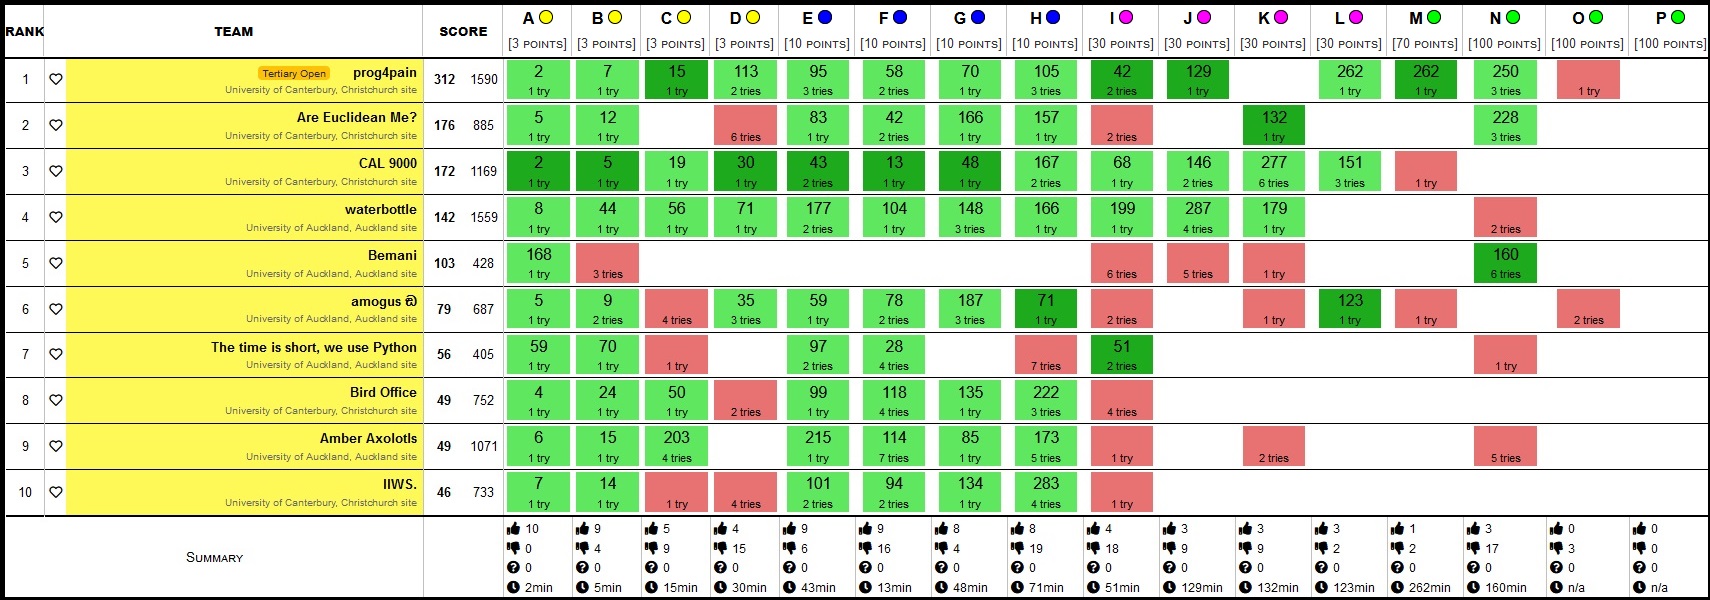 RANK TEAM SCORE A B C D E F G H I J K L M N O P
[3 POINTS] [3 POINTS] [3 POINTS] [3 POINTS] [10 POINTS] [10 POINTS] [10 POINTS] [10 POINTS] [30 POINTS] [30 POINTS] [30 POINTS] [30 POINTS] [70 POINTS] [100 POINTS] [100 POINTS] [100 POINTS]
1 Tertiary Open prog4pain 312 1590 2 7 15 113 95 58 70 105 42 129 262 262 250
University of Canterbury, Christchurch site 1 try 1 try 1 try 2 tries 3 tries 2 tries 1 try 3 tries 2 tries 1 try 1 try 1 try 3 tries 1 try
2 Are Euclidean Me? 176 885 5 12 83 42 166 157 132 228
University of Canterbury, Christchurch site 1 try 1 try 6 tries 1 try 2 tries 1 try 1 try 2 tries 1 try 3 tries
3 CAL 9000 172 1169 2 5 19 30 43 13 48 167 68 146 277 151
University of Canterbury, Christchurch site 1 try 1 try 1 try 1 try 2 tries 1 try 1 try 2 tries 1 try 2 tries 6 tries 3 tries 1 try
4 waterbottle 142 1559 8 44 56 71 177 104 148 166 199 287 179
University of Auckland, Auckland site 1 try 1 try 1 try 1 try 2 tries 1 try 3 tries 1 try 1 try 4 tries 1 try 2 tries
5 Bemani 103 428 168 160
University of Auckland, Auckland site 1 try 3 tries 6 tries 5 tries 1 try 6 tries
6 amogus ඞ 79 687 5 9 35 59 78 187 71 123
University of Auckland, Auckland site 1 try 2 tries 4 tries 3 tries 1 try 2 tries 3 tries 1 try 2 tries 1 try 1 try 1 try 2 tries
7 The time is short, we use Python 56 405 59 70 97 28 51
University of Auckland, Auckland site 1 try 1 try 1 try 2 tries 4 tries 7 tries 2 tries 1 try
8 Bird Office 49 752 4 24 50 99 118 135 222
University of Canterbury, Christchurch site 1 try 1 try 1 try 2 tries 1 try 4 tries 1 try 3 tries 4 tries
9 Amber Axolotls 49 1071 6 15 203 215 114 85 173
University of Auckland, Auckland site 1 try 1 try 4 tries 1 try 7 tries 1 try 5 tries 1 try 2 tries 5 tries
10 IIWS. 46 733 7 14 101 94 134 283
University of Canterbury, Christchurch site 1 try 1 try 1 try 4 tries 2 tries 2 tries 1 try 4 tries 1 try
SUMMARY
10 9 5 4 9 9 8 8 4 3 3 3 1 3 0 0
0 4 9 15 6 16 4 19 18 9 9 2 2 17 3 0
0 0 0 0 0 0 0 0 0 0 0 0 0 0 0 0
2min 5min 15min 30min 43min 13min 48min 71min 51min 129min 132min 123min 262min 160min n/a n/a